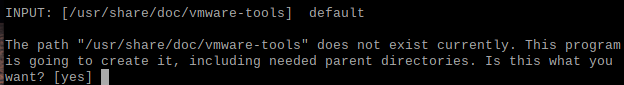 INPUT: [/usr/share/doc/vmware-tools]  default
The path "/usr/share/doc/vmware-tools" does not exist currently. This program
is going to create it, including needed parent directories. Is this what you
want? [yes]